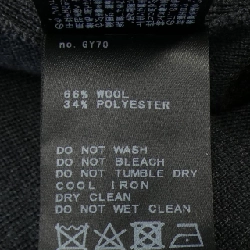 no. GY70
66% WOOL
34% POLYESTER
DO NOT WASH
DO NOT BLEACH
DO NOT TUMBLE DRY
COOL IRON
DRY CLEAN
DO NOT WET CLEAN